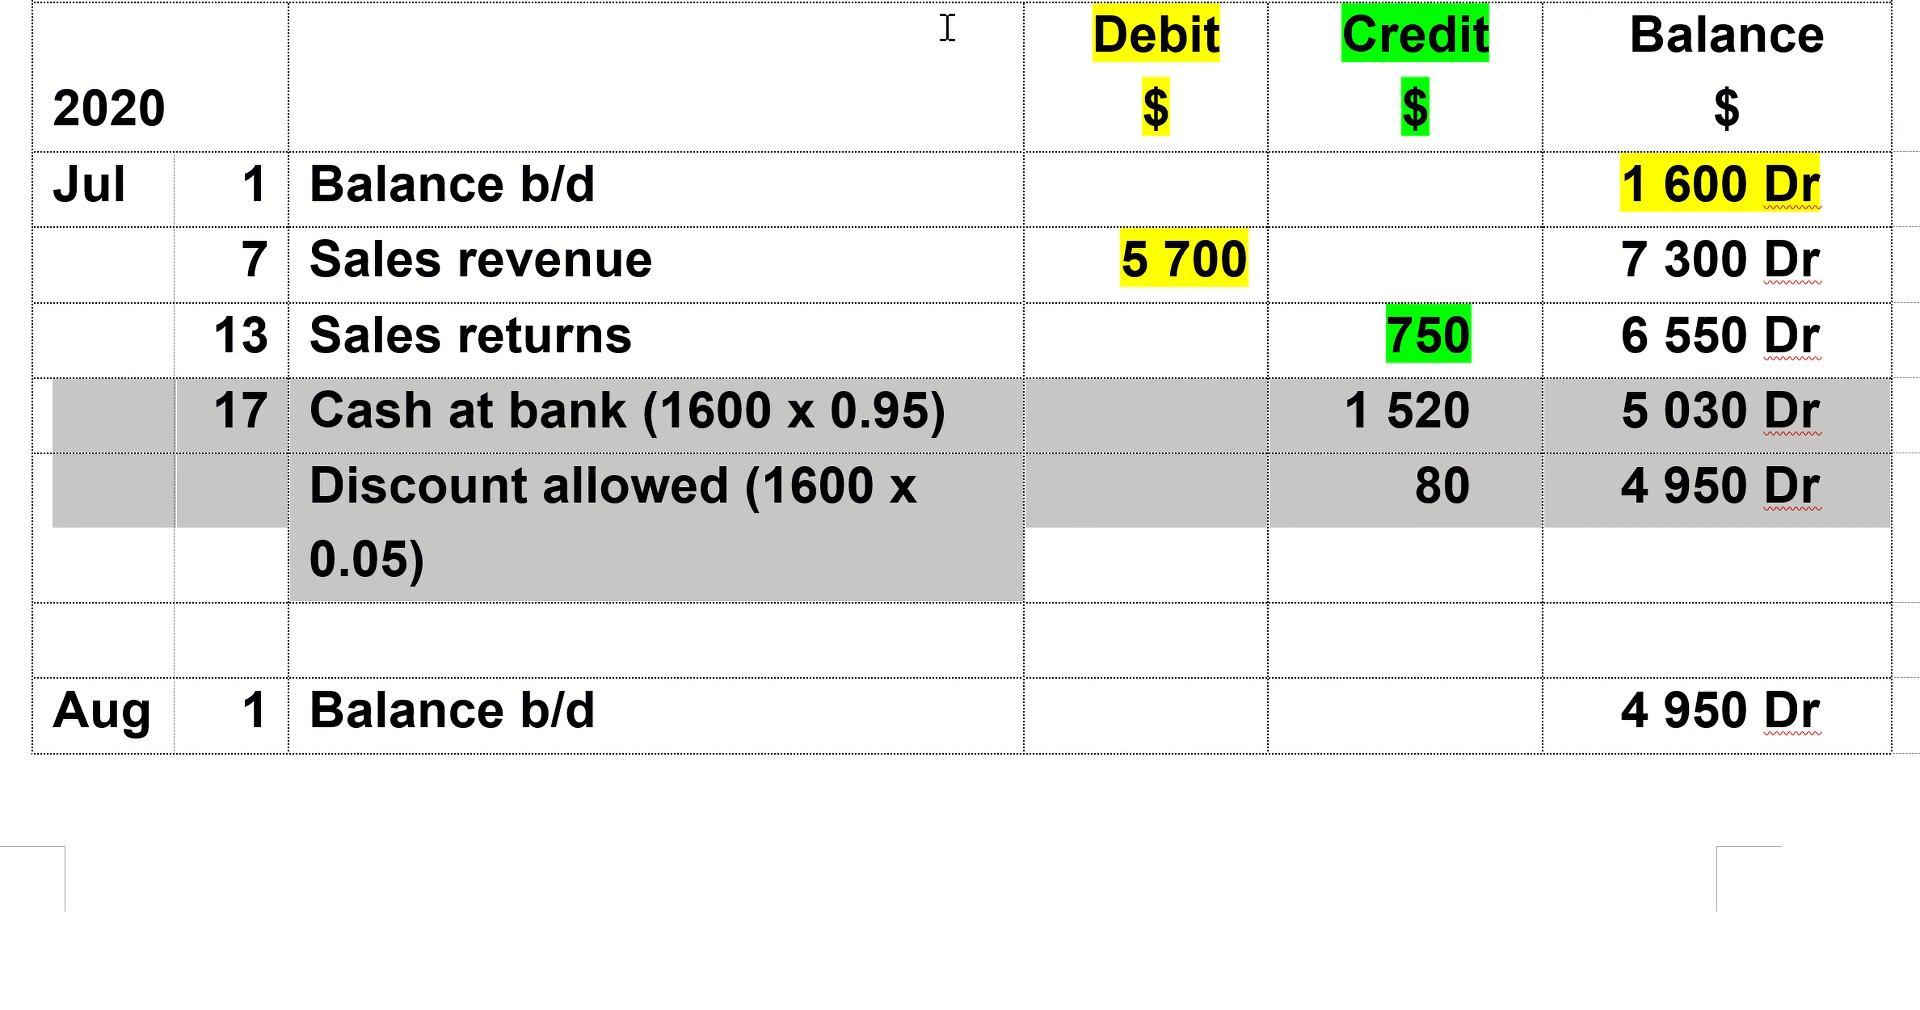 Debit Credit Balance
2020 $ $ $
Jul 1 Balance b/d 1 600 Dr
7 Sales revenue 5 700 7 300 Dr
13 Sales returns 750 6 550 Dr
17 Cash at bank (1600 x 0.95) 1 520 5 030 Dr
Discount allowed (1600 x 80 4 950 Dr
0.05)
Aug 1 Balance b/d 4 950 Dr